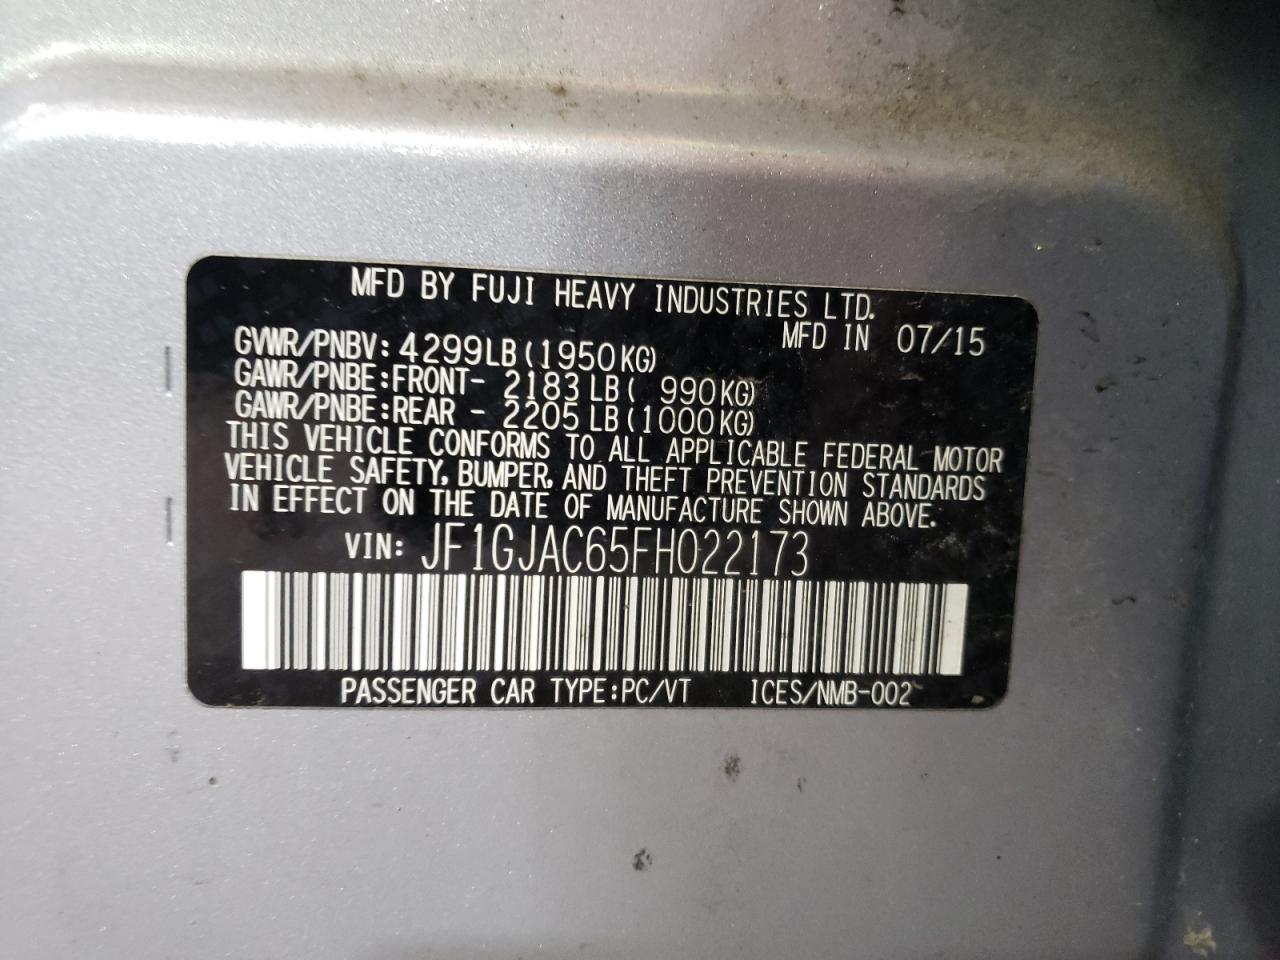 MFD BY FUJI HEAVY INDUSTRIES LTD.
MFD IN 07/15
GVWR/PNBV: 4299LB(1950KG)
GAWR/PNBE:FRONT- 2183LB( 990KG)
GAWR/PNBE:REAR - 2205LB(1000KG)
THIS VEHICLE CONFORMS TO ALL APPLICABLE FEDERAL MOTOR
VEHICLE SAFETY, BUMPER, AND THEFT PREVENTION STANDARDS
IN EFFECT ON THE DATE OF MANUFACTURE SHOWN ABOVE.
VIN: JF1GJAC65FH022173
PASSENGER CAR TYPE:PC/VT ICES/NMB-002